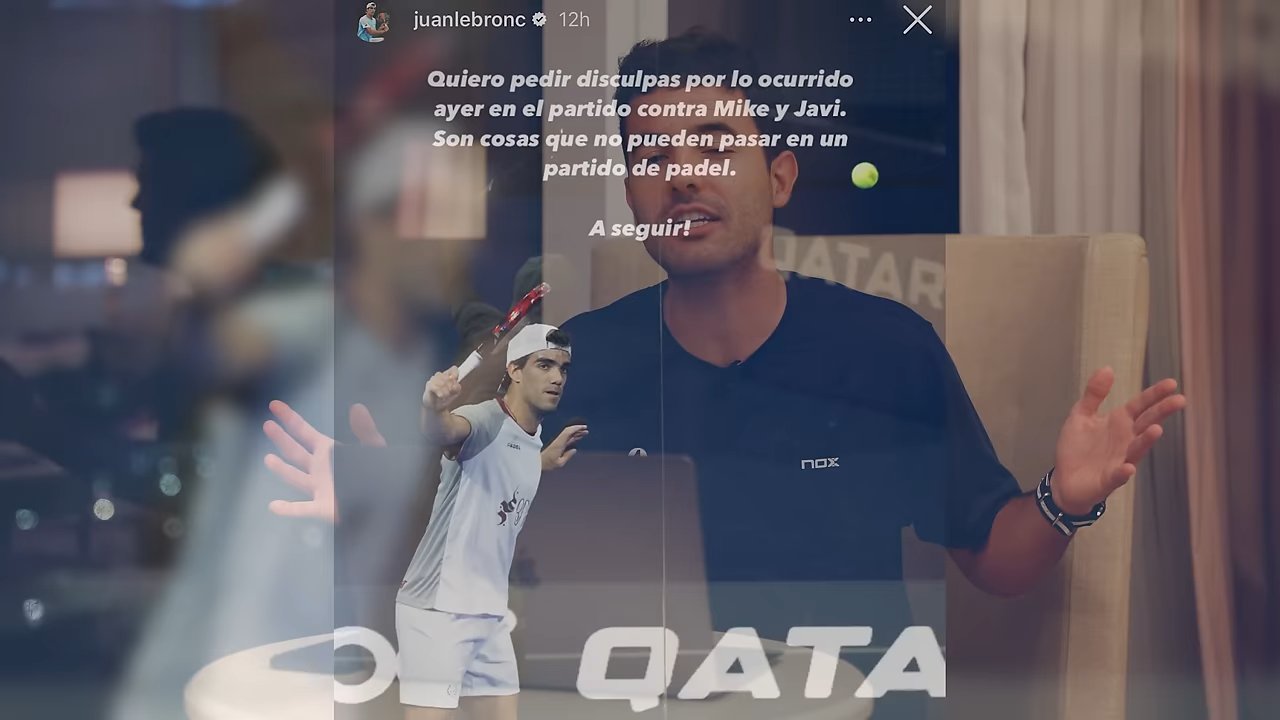 juanlebronc 12h
Quiero pedir disculpas por lo ocurrido
ayer en el partido contra Mike y Javi.
Son cosas que no pueden pasar en un
partido de padel.
A seguir!
QATAR
nox
QATA